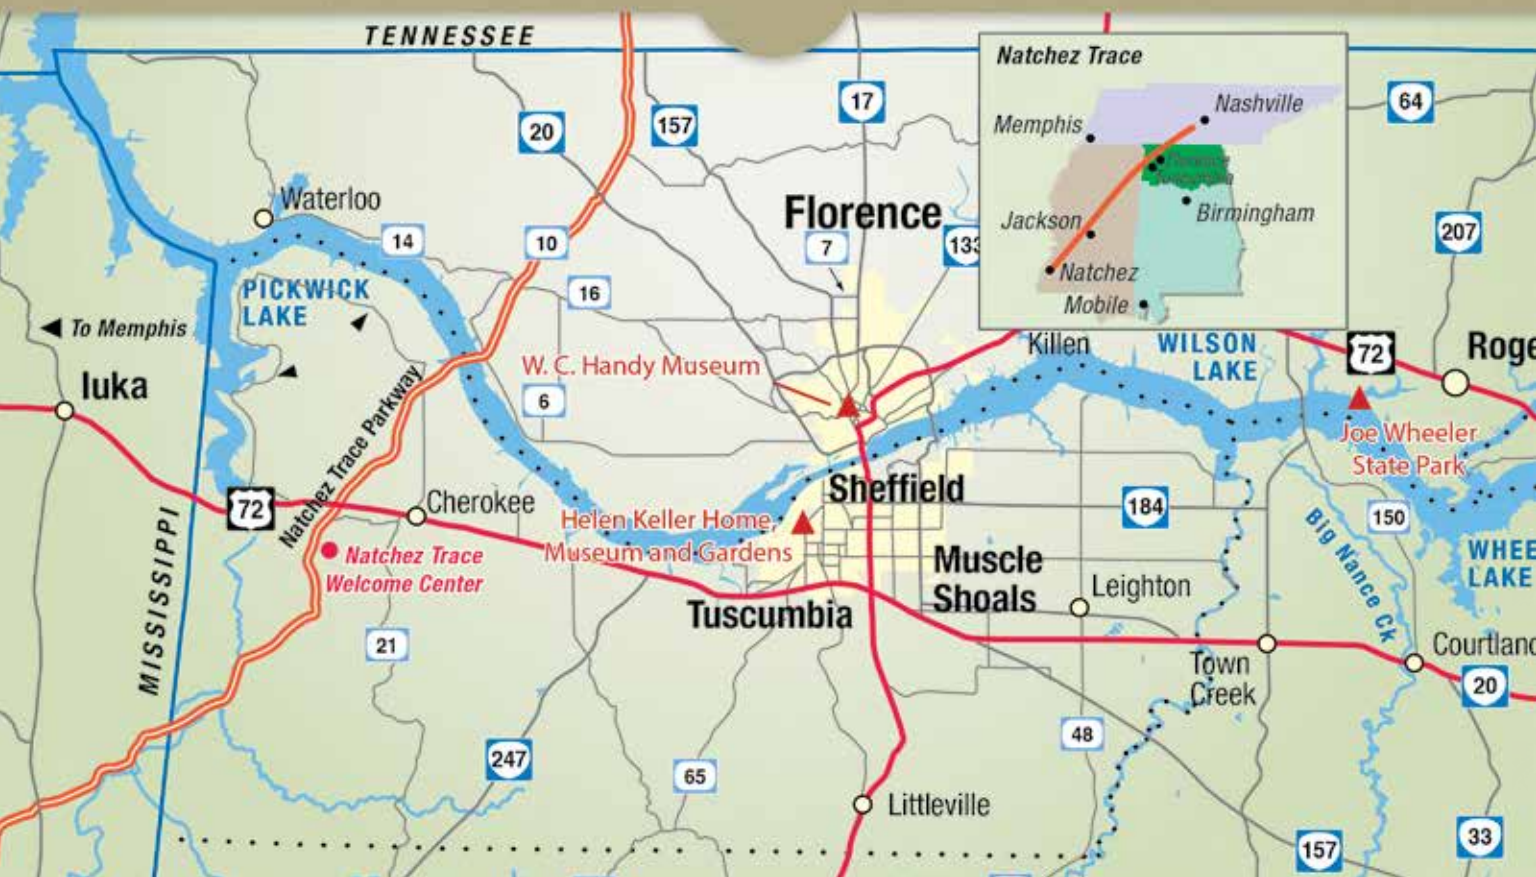 TENNESSEE
Natchez Trace
Nashville
Memphis
Jackson
Birmingham
Natchez
Mobile
20
157
17
64
Waterloo
14
10
Florence
7
133
207
PICKWICK
LAKE
16
To Memphis
Iuka
W. C. Handy Museum
Killen
WILSON
LAKE
72
Roge
6
Natchez Trace Parkway
Joe Wheeler
State Park
72
Cherokee
Sheffield
184
150
Helen Keller Home,
Museum and Gardens
Big Nance Ck
WHEE
LAKE
Natchez Trace
Welcome Center
Muscle
Shoals
Leighton
Tuscumbia
MISSISSIPPI
21
Town
Creek
Courtland
20
247
65
48
Littleville
157
33